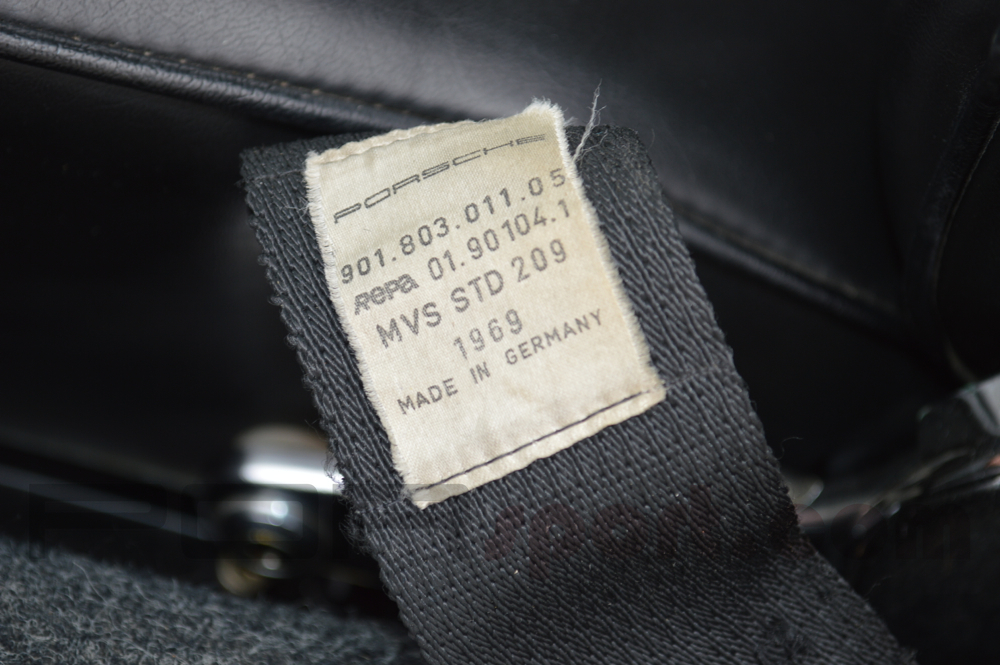 PORSCHE
901.803.011.05
Repa 01.90104.1
MVS STD 209
1969
MADE IN GERMANY